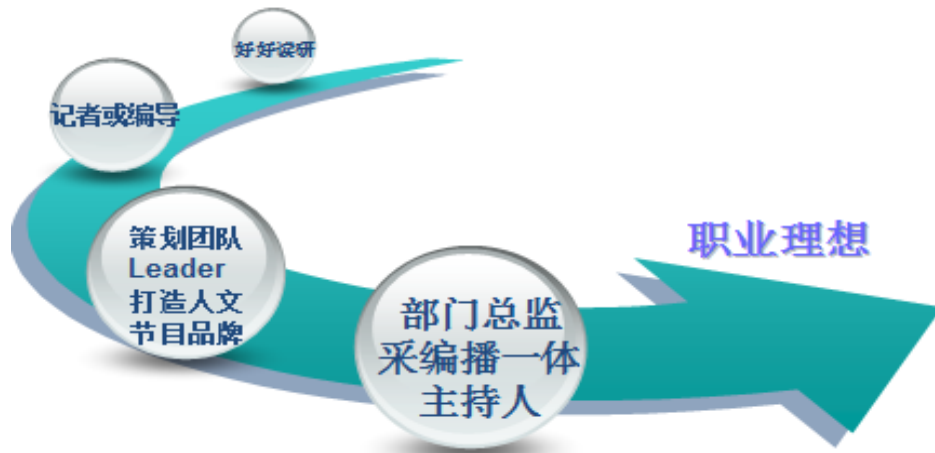 好好读研
记者或编导
策划团队
Leader
打造人文
节目品牌
部门总监
采编播一体
主持人
职业理想